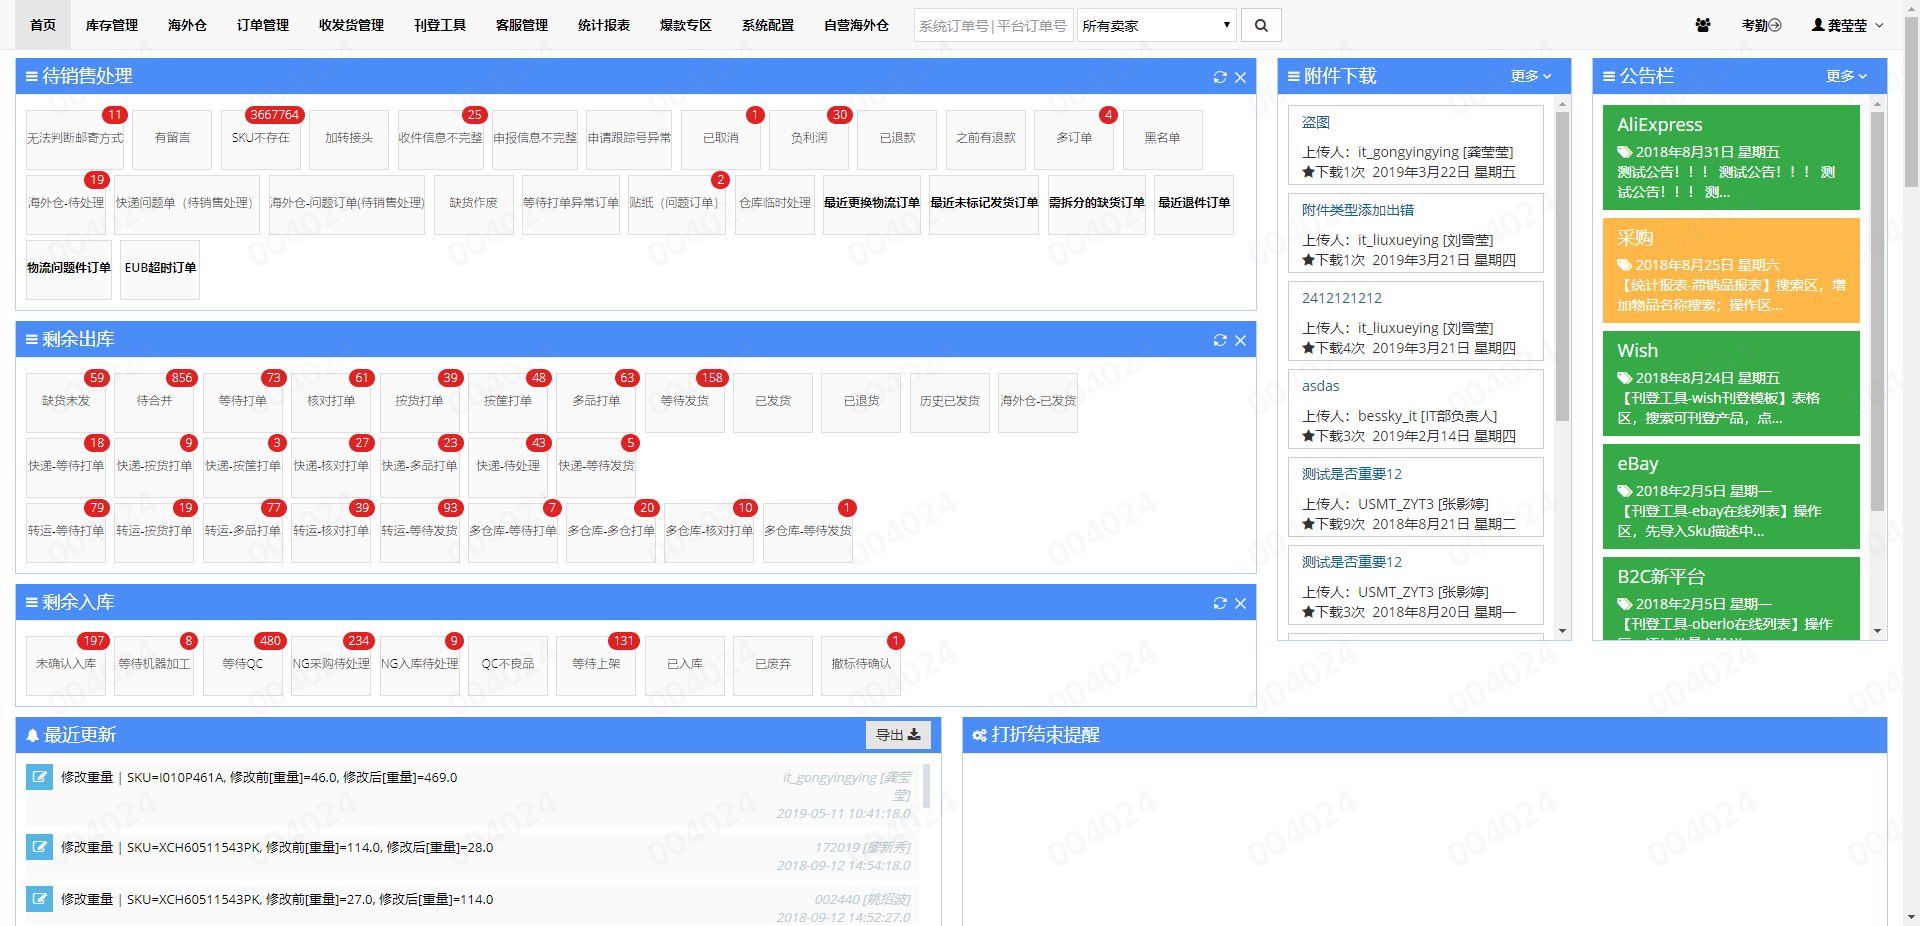 首页 库存管理 海外仓 订单管理 收发货管理 刊登工具 客服管理 统计报表 爆款专区 系统配置 自营海外仓 系统订单号|平台订单号 所有卖家 考勤 龚莹莹
待销售处理
11 3667764 25 1 30 4
无法判断邮寄方式 有留言 SKU不存在 加转接头 收件信息不完整 申报信息不完整 申请跟踪号异常 已取消 负利润 已退款 之前有退款 多订单 黑名单
19 2
海外仓-待处理 快递问题单（待销售处理） 海外仓-问题订单(待销售处理) 缺货作废 等待打单异常订单 贴纸（问题订单） 仓库临时处理 最近更换物流订单 最近未标记发货订单 需拆分的缺货订单 最近退件订单
物流问题件订单 EUB超时订单
剩余出库
59 856 73 61 39 48 63 158
缺货未发 待合并 等待打单 核对打单 按货打单 按筐打单 多品打单 等待发货 已发货 已退货 历史已发货 海外仓-已发货
18 9 3 27 23 43 5
快递-等待打单 快递-按货打单 快递-按筐打单 快递-核对打单 快递-多品打单 快递-待处理 快递-等待发货
79 19 77 39 93 7 20 10 1
转运-等待打单 转运-按货打单 转运-多品打单 转运-核对打单 转运-等待发货 多仓库-等待打单 多仓库-多仓打单 多仓库-核对打单 多仓库-等待发货
剩余入库
197 8 480 234 9 131 1
未确认入库 等待机器加工 等待QC NG采购待处理 NG入库待处理 QC不良品 等待上架 已入库 已废弃 撤标待确认
附件下载 更多
盗图
上传人：it_gongyingying [龚莹莹]
★下载1次 2019年3月22日 星期五
附件类型添加出错
上传人：it_liuxueying [刘雪莹]
★下载1次 2019年3月21日 星期四
2412121212
上传人：it_liuxueying [刘雪莹]
★下载4次 2019年3月21日 星期四
asdas
上传人：bessky_it [IT部负责人]
★下载3次 2019年2月14日 星期四
测试是否重要12
上传人：USMT_ZYT3 [张影婷]
★下载9次 2018年8月21日 星期二
测试是否重要12
上传人：USMT_ZYT3 [张影婷]
★下载3次 2018年8月20日 星期一
公告栏 更多
AliExpress
2018年8月31日 星期五
测试公告！！！ 测试公告！！！ 测
试公告！！！ 测...
采购
2018年8月25日 星期六
【统计报表-滞销品报表】搜索区，增
加物品名称搜索；操作区...
Wish
2018年8月24日 星期五
【刊登工具-wish刊登模板】表格
区，搜索可刊登产品，点...
eBay
2018年2月5日 星期一
【刊登工具-ebay在线列表】操作
区，先导入Sku描述中...
B2C新平台
2018年2月5日 星期一
【刊登工具-oberlo在线列表】操作
最近更新 导出
修改重量 | SKU=I010P461A, 修改前[重量]=46.0, 修改后[重量]=469.0
it_gongyingying [龚莹
莹]
2019-05-11 10:41:18.0
修改重量 | SKU=XCH60511543PK, 修改前[重量]=114.0, 修改后[重量]=28.0
172019 [廖新秀]
2018-09-12 14:54:18.0
修改重量 | SKU=XCH60511543PK, 修改前[重量]=27.0, 修改后[重量]=114.0
002440 [姚绍波]
2018-09-12 14:52:27.0
打折结束提醒
004024